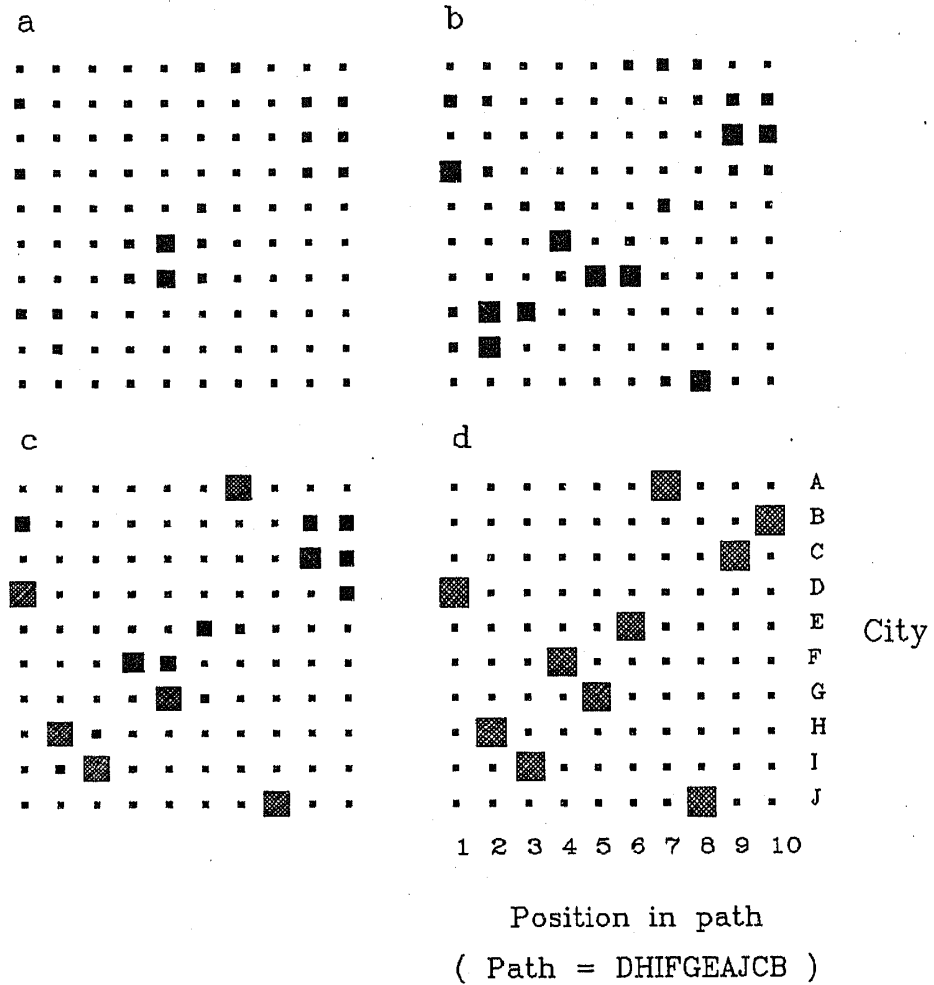 a
b
c
d
A
B
C
D
E
F
G
H
I
J
City
1 2 3 4 5 6 7 8 9 10
Position in path
( Path = DHIFGEAJCB )